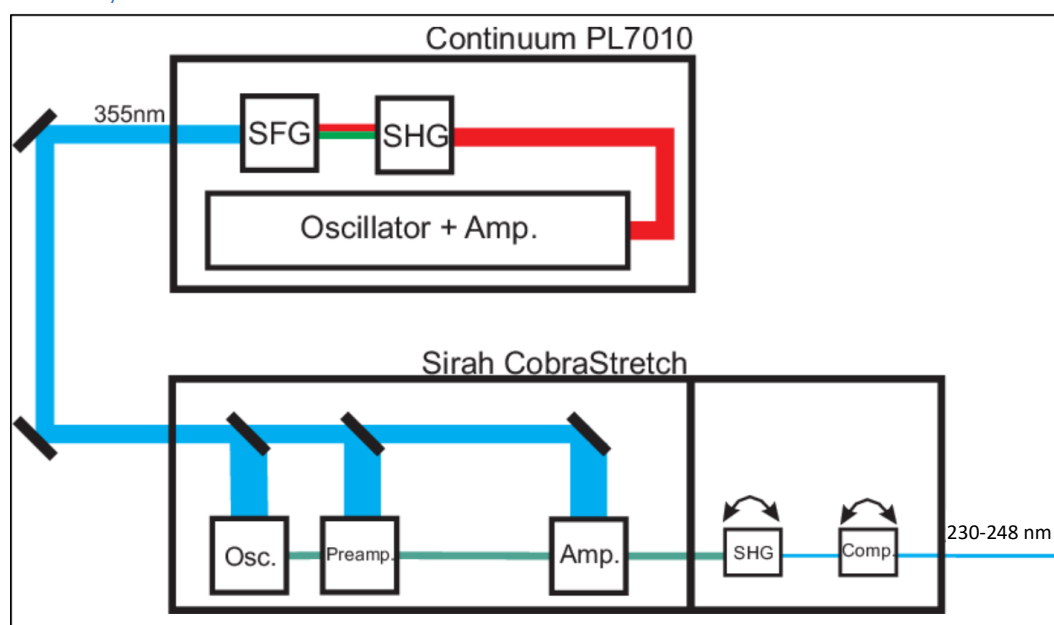 Continuum PL7010
355nm
SFG
SHG
Oscillator + Amp.
Sirah CobraStretch
Osc.
Preamp.
Amp.
SHG
Comp.
230-248 nm